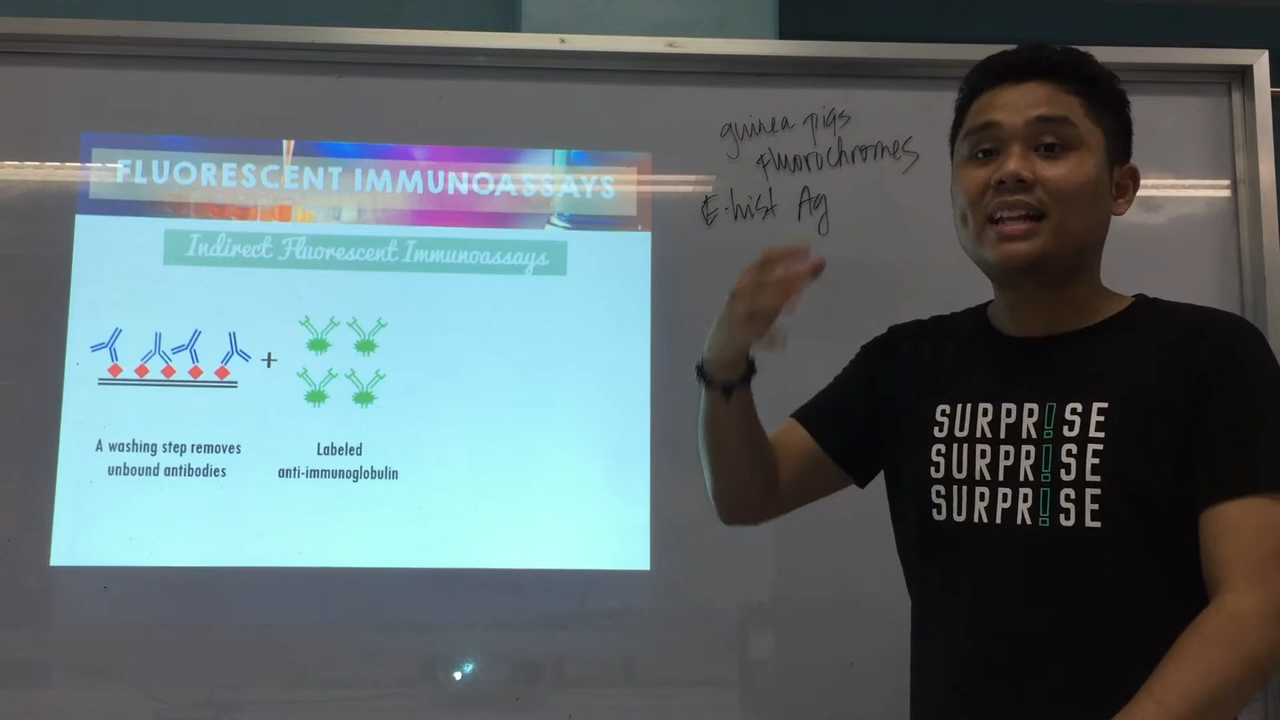 FLUORESCENT IMMUNOASSAYS
Indirect Fluorescent Immunoassays
+
A washing step removes
unbound antibodies
Labeled
anti-immunoglobulin
guinea pigs
Fluorochromes
E. hist Ag
SURPR!SE
SURPR!SE
SURPR!SE